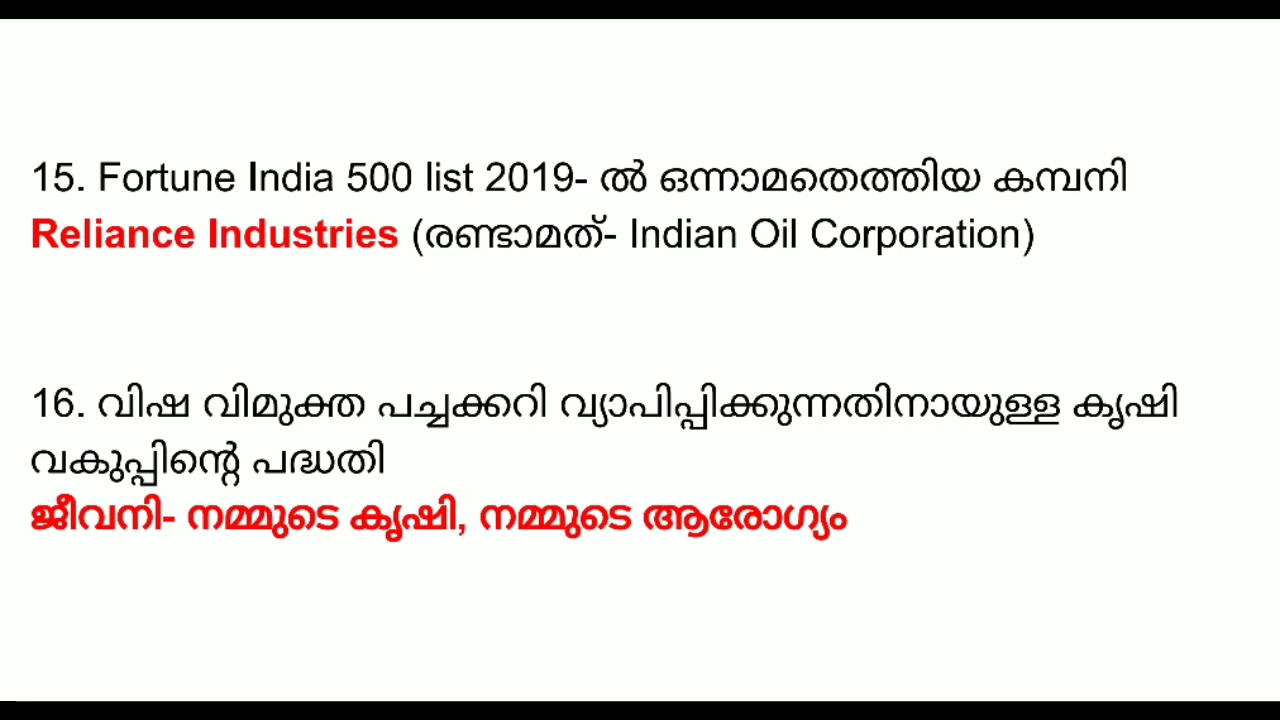 15. Fortune India 500 list 2019- ൽ ഒന്നാമതെത്തിയ കമ്പനി
Reliance Industries (രണ്ടാമത്- Indian Oil Corporation)
16. വിഷ വിമുക്ത പച്ചക്കറി വ്യാപിപ്പിക്കുന്നതിനായുള്ള കൃഷി
വകുപ്പിന്റെ പദ്ധതി
ജീവനി- നമ്മുടെ കൃഷി, നമ്മുടെ ആരോഗ്യം